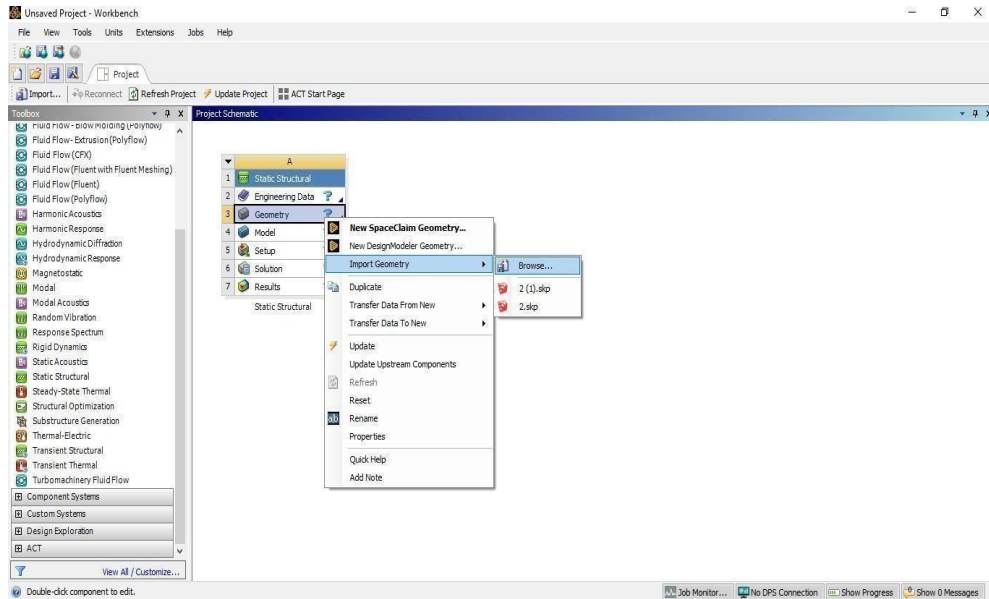 Unsaved Project - Workbench
File View Tools Units Extensions Jobs Help
Project
Import... Reconnect Refresh Project Update Project ACT Start Page
Toolbox
Project Schematic
Fluid Flow - Blow Molding (Polyflow)
Fluid Flow - Extrusion (Polyflow)
Fluid Flow (CFX)
Fluid Flow (Fluent with Fluent Meshing)
Fluid Flow (Fluent)
Fluid Flow (Polyflow)
Harmonic Acoustics
Harmonic Response
Hydrodynamic Diffraction
Hydrodynamic Response
Magnetostatic
Modal
Modal Acoustics
Random Vibration
Response Spectrum
Rigid Dynamics
Static Acoustics
Static Structural
Steady-State Thermal
Structural Optimization
Substructure Generation
Thermal-Electric
Transient Structural
Transient Thermal
Turbomachinery Fluid Flow
Component Systems
Custom Systems
Design Exploration
ACT
View All / Customize...
A
1 Static Structural
2 Engineering Data ?
3 Geometry ?
4 Model
5 Setup
6 Solution
7 Results
Static Structural
New SpaceClaim Geometry...
New DesignModeler Geometry...
Import Geometry
Duplicate
Transfer Data From New
Transfer Data To New
Update
Update Upstream Components
Refresh
Reset
Rename
Properties
Quick Help
Add Note
Browse...
2 (1).skp
2.skp
Double-click component to edit.
Job Monitor... No DPS Connection Show Progress Show 0 Messages